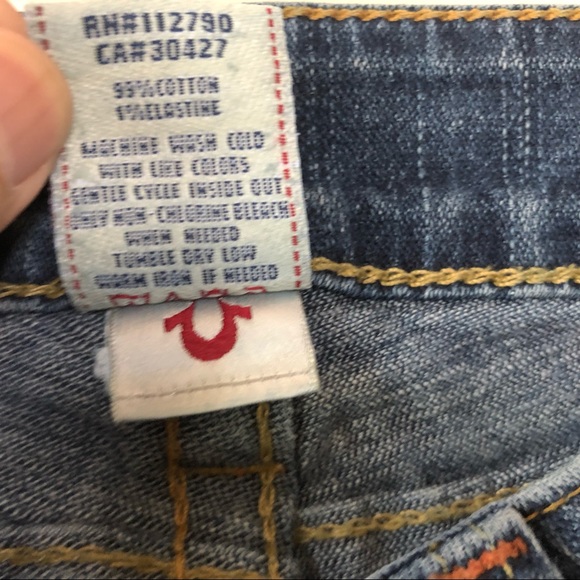 RN#112790
CA#30427
99%COTTON
1%ELASTINE
MACHINE WASH COLD
WITH LIKE COLORS
GENTLE CYCLE INSIDE OUT
ONLY NON-CHLORINE BLEACH
WHEN NEEDED
TUMBLE DRY LOW
WARM IRON IF NEEDED